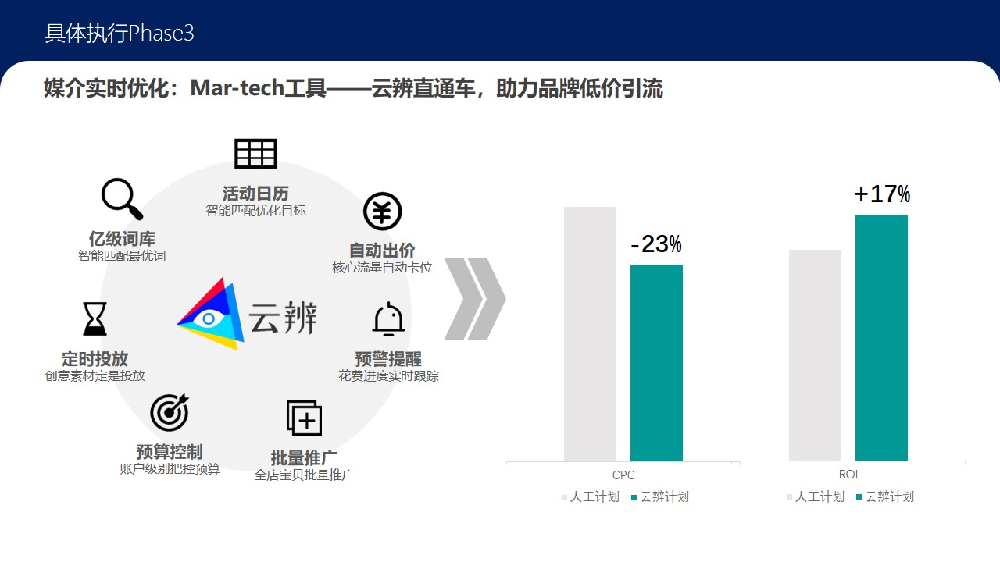 具体执行Phase3
媒介实时优化：Mar-tech工具——云辨直通车，助力品牌低价引流
活动日历
智能匹配优化目标
亿级词库
智能匹配最优词
自动出价
核心流量自动卡位
云辨
定时投放
创意素材定是投放
预警提醒
花费进度实时跟踪
预算控制
账户级别把控预算
批量推广
全店宝贝批量推广
-23%
+17%
CPC
ROI
人工计划 云辨计划
人工计划 云辨计划